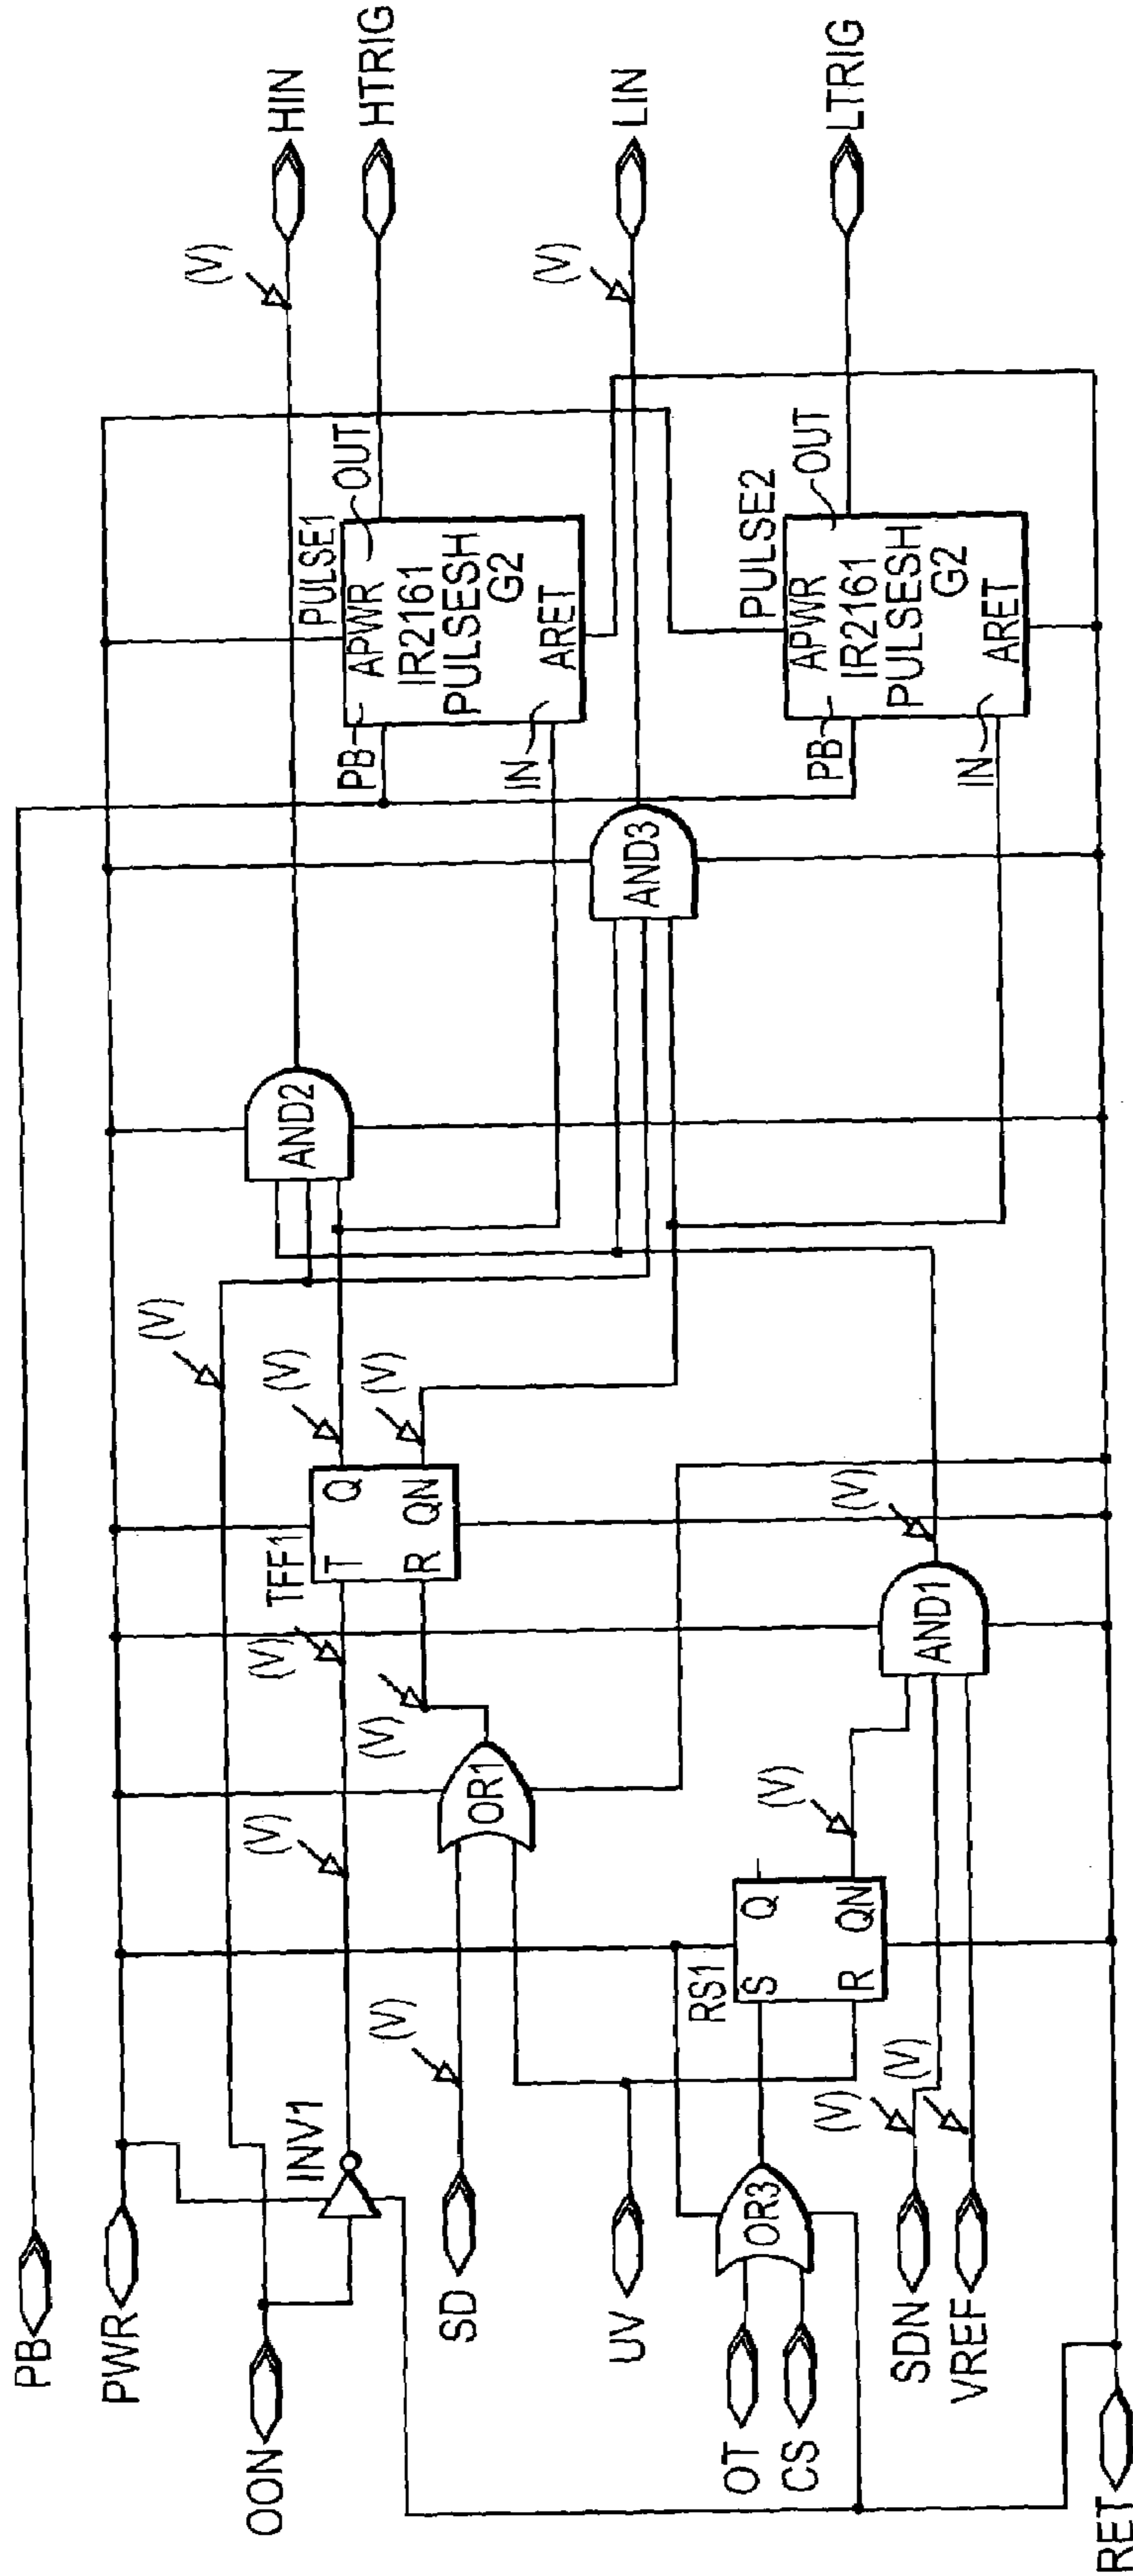 PB
PWR
OON
INV1
SD
UV
OT
CS
OR3
SDN
VREF
RET
(V)
(V)
(V)
RS1
S
R
Q
QN
(V)
OR1
(V)
(V)
(V)
TFF1
T
R
Q
QN
AND1
(V)
(V)
(V)
(V)
AND2
AND3
PULSE1
PB
APWR
OUT
IR2161
PULSESH
G2
IN
ARET
PULSE2
PB
APWR
OUT
IR2161
PULSESH
G2
IN
ARET
(V)
HIN
HTRIG
(V)
LIN
LTRIG